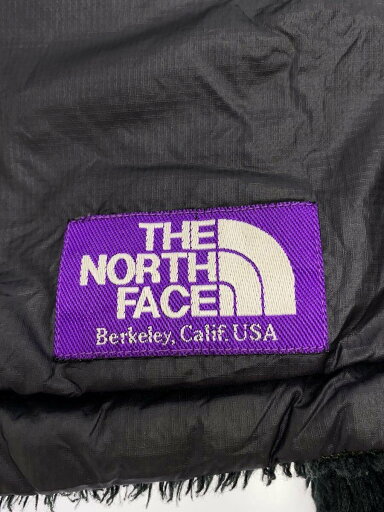 THE
NORTH
FACE
Berkeley, Calif. USA